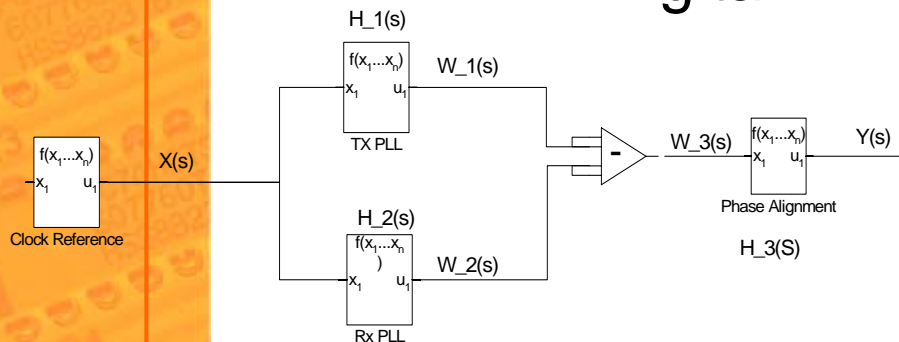 H_1(s)
f(x₁...xₙ)
x₁ u₁
TX PLL
W_1(s)
f(x₁...xₙ)
x₁ u₁
Clock Reference
X(s)
-
W_3(s)
f(x₁...xₙ)
x₁ u₁
Phase Alignment
Y(s)
H_3(S)
H_2(s)
f(x₁...xₙ
)
x₁ u₁
Rx PLL
W_2(s)